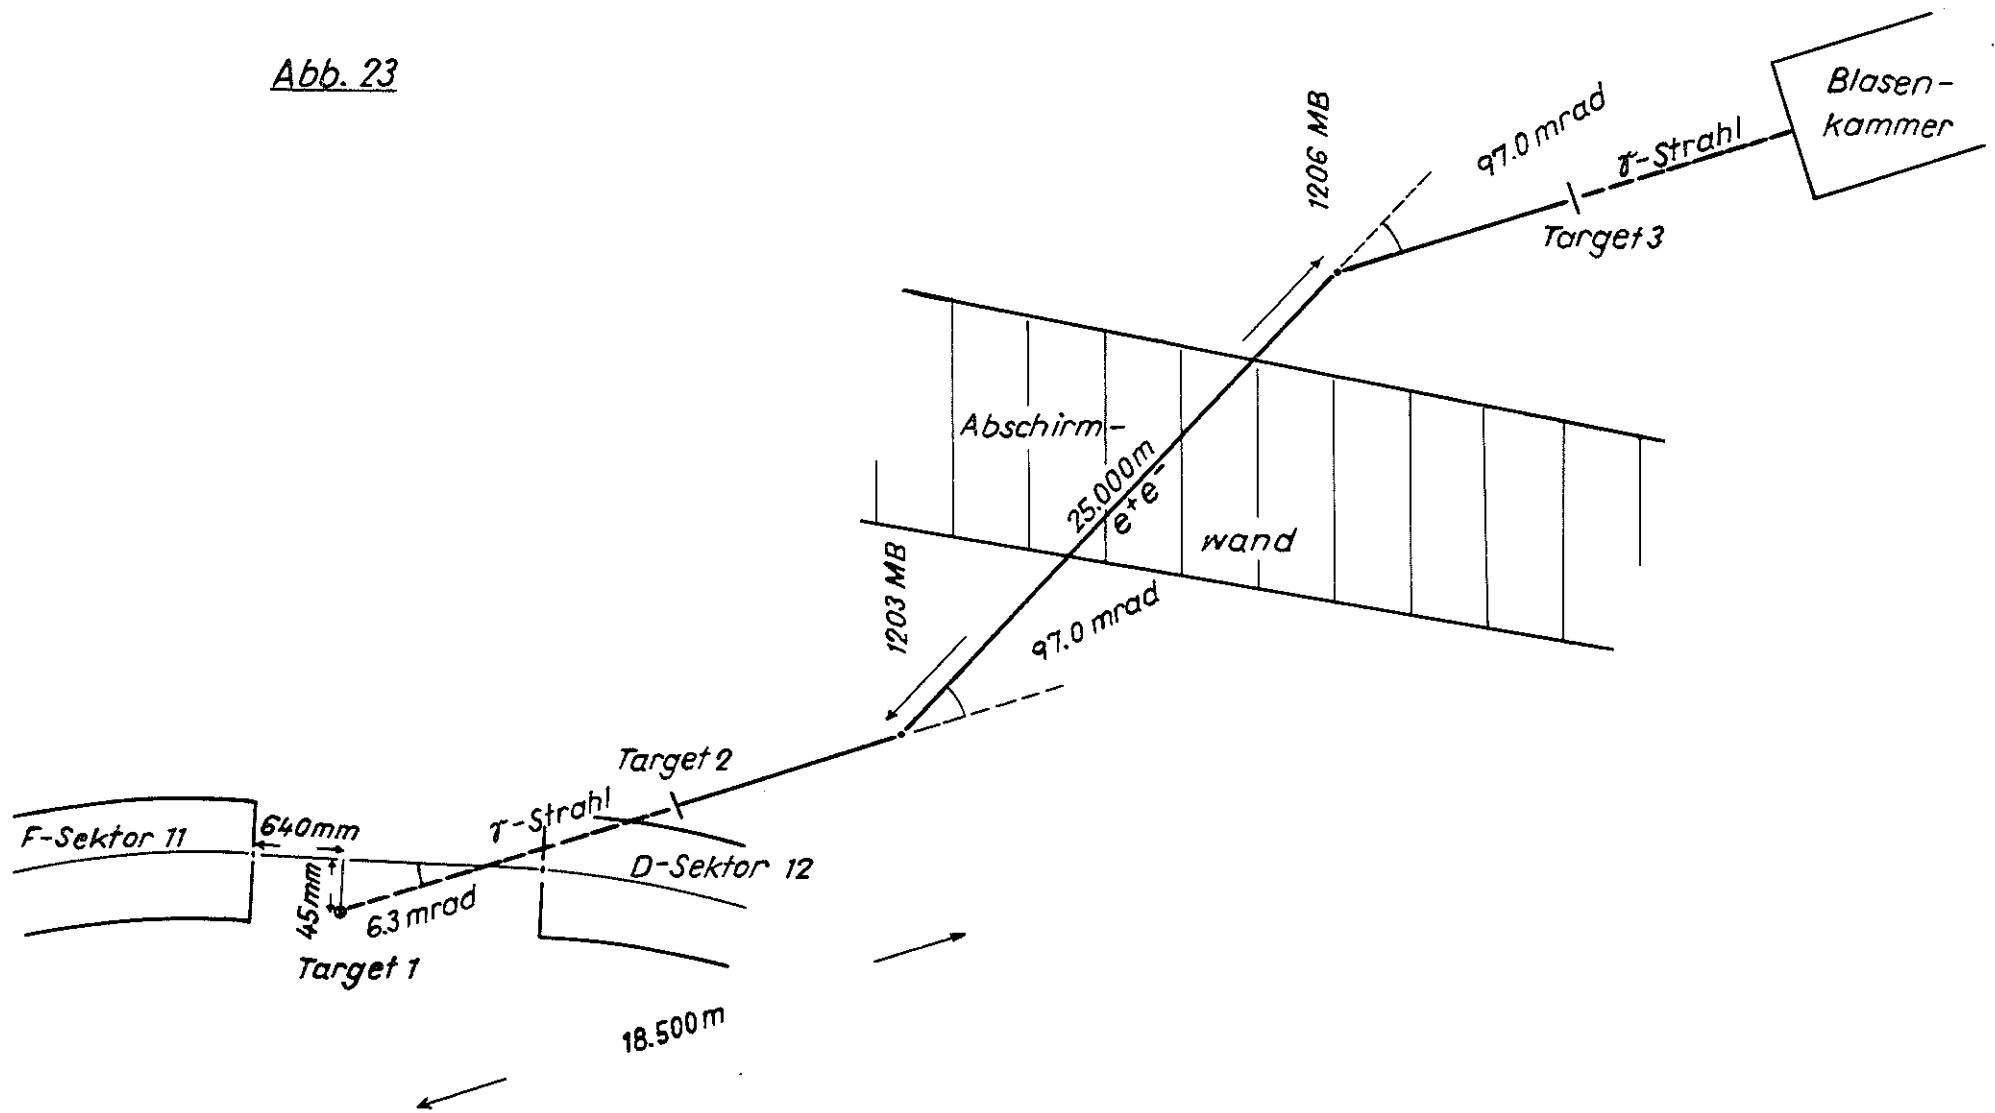 Abb. 23
Blasen-
kammer
1206 MB
97.0 mrad
γ-Strahl
Target 3
Abschirm-
wand
25.000m
e⁺e⁻
1203 MB
97.0 mrad
Target 2
γ-Strahl
F-Sektor 11
640mm
D-Sektor 12
45mm
6.3 mrad
Target 1
18.500m